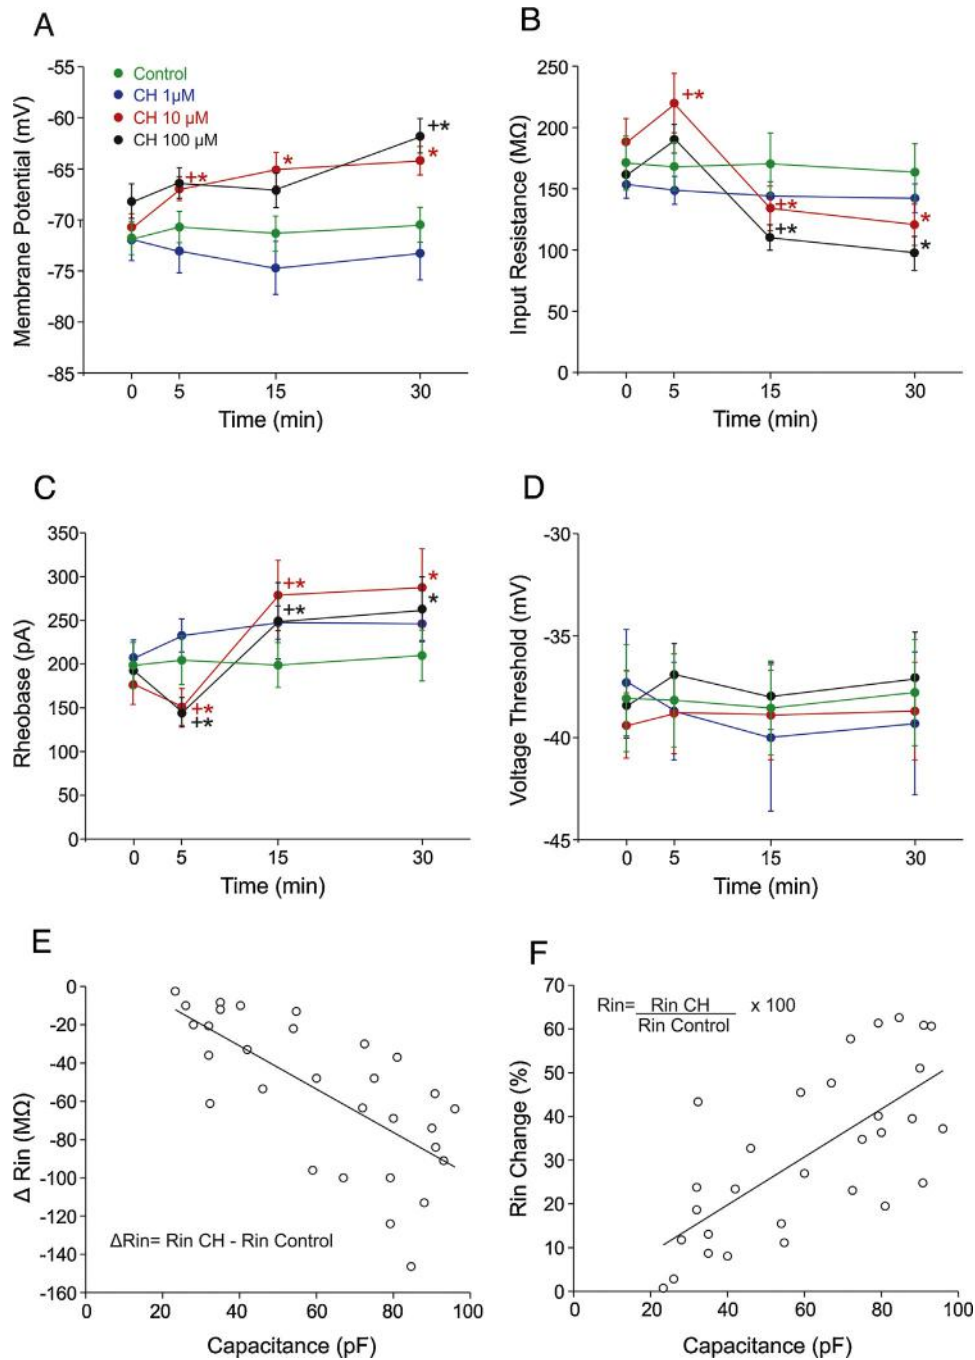 A
-55
-60
-65
-70
-75
-80
-85
Membrane Potential (mV)
Control
CH 1µM
CH 10 µM
CH 100 µM
+*
*
+*
*
0 5 15 30
Time (min)
B
250
200
150
100
50
0
Input Resistance (MΩ)
+*
+*
+*
*
*
0 5 15 30
Time (min)
C
350
300
250
200
150
100
50
0
Rheobase (pA)
+*
+*
+*
+*
*
*
0 5 15 30
Time (min)
D
-30
-35
-40
-45
Voltage Threshold (mV)
0 5 15 30
Time (min)
E
0
-20
-40
-60
-80
-100
-120
-140
-160
Δ Rin (MΩ)
ΔRin= Rin CH - Rin Control
0 20 40 60 80 100
Capacitance (pF)
F
70
60
50
40
30
20
10
0
Rin Change (%)
Rin= Rin CH x 100
Rin Control
0 20 40 60 80 100
Capacitance (pF)